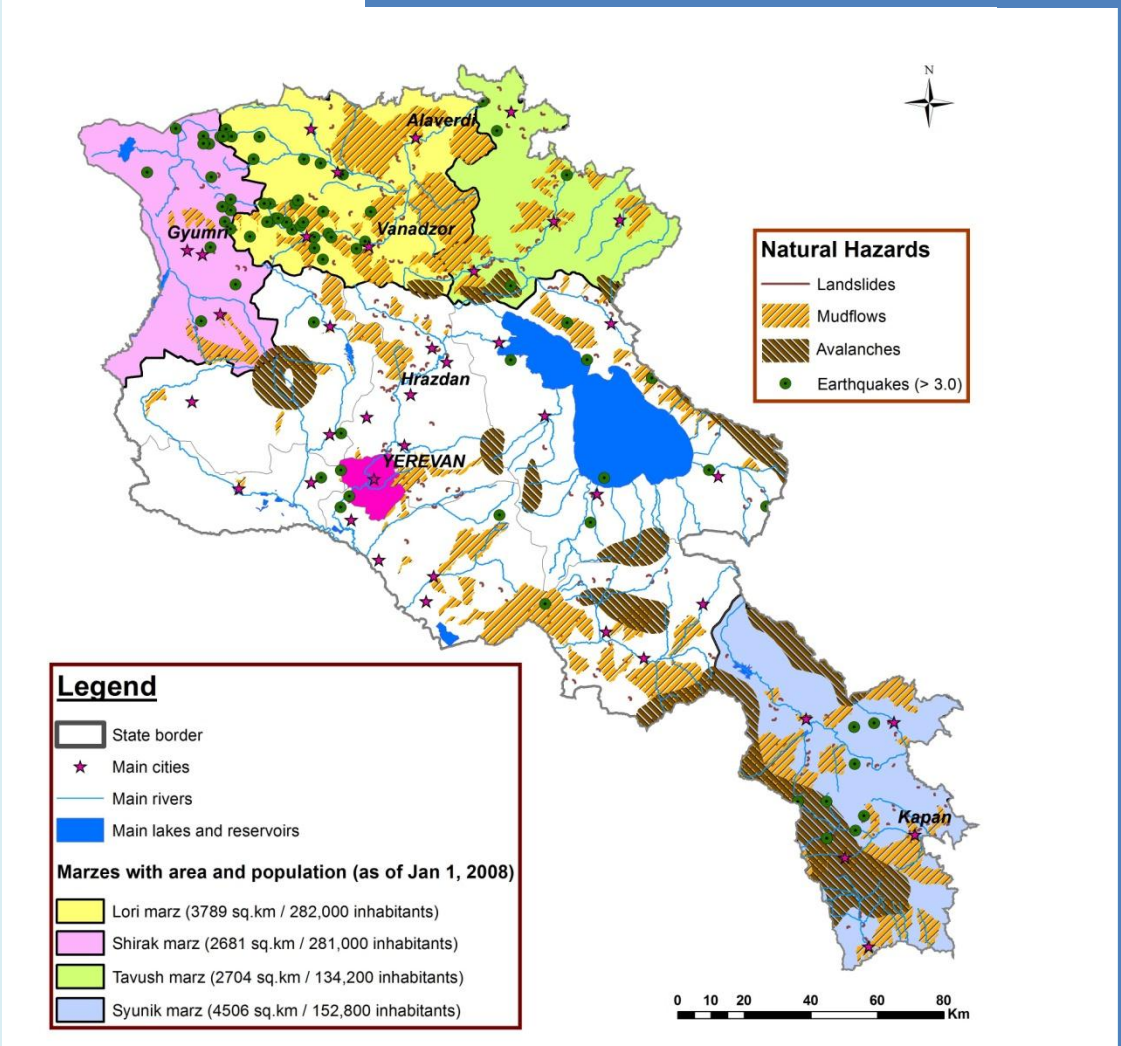 N
Alaverdi
Gyumri
Vanadzor
Natural Hazards
Landslides
Mudflows
Avalanches
Earthquakes (> 3.0)
Hrazdan
YEREVAN
Legend
State border
Main cities
Main rivers
Main lakes and reservoirs
Marzes with area and population (as of Jan 1, 2008)
Lori marz (3789 sq.km / 282,000 inhabitants)
Shirak marz (2681 sq.km / 281,000 inhabitants)
Tavush marz (2704 sq.km / 134,200 inhabitants)
Syunik marz (4506 sq.km / 152,800 inhabitants)
Kapan
0 10 20 40 60 80
Km